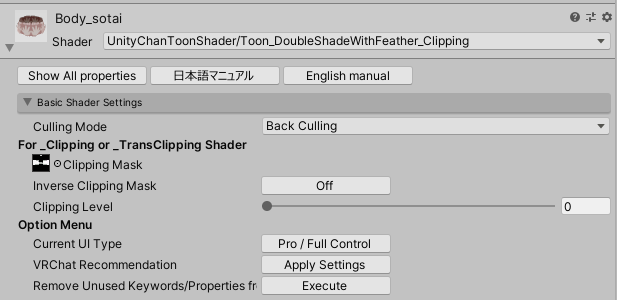 Body_sotai
Shader UnityChanToonShader/Toon_DoubleShadeWithFeather_Clipping
Show All properties 日本語マニュアル English manual
Basic Shader Settings
Culling Mode Back Culling
For _Clipping or _TransClipping Shader
Clipping Mask
Inverse Clipping Mask Off
Clipping Level 0
Option Menu
Current UI Type Pro / Full Control
VRChat Recommendation Apply Settings
Remove Unused Keywords/Properties fr Execute